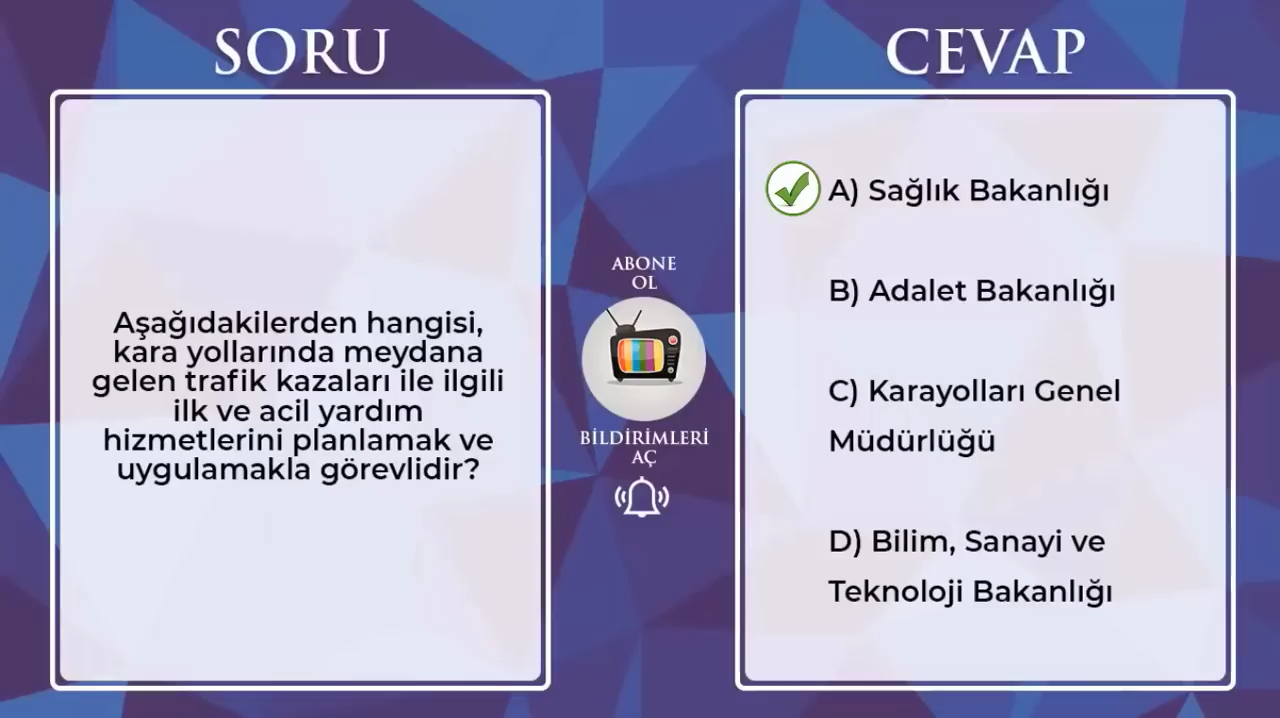 SORU
Aşağıdakilerden hangisi,
kara yollarında meydana
gelen trafik kazaları ile ilgili
ilk ve acil yardım
hizmetlerini planlamak ve
uygulamakla görevlidir?
ABONE
OL
BİLDİRİMLERİ
AÇ
CEVAP
A) Sağlık Bakanlığı
B) Adalet Bakanlığı
C) Karayolları Genel
Müdürlüğü
D) Bilim, Sanayi ve
Teknoloji Bakanlığı